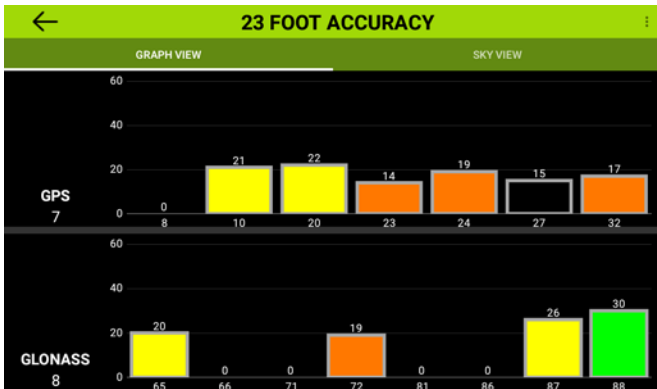 23 FOOT ACCURACY
GRAPH VIEW SKY VIEW
60
40
20
0
GPS
7
0 21 22 14 19 15 17
8 10 20 23 24 27 32
60
40
20
0
GLONASS
8
20 0 0 19 0 0 26 30
65 66 71 72 81 86 87 88